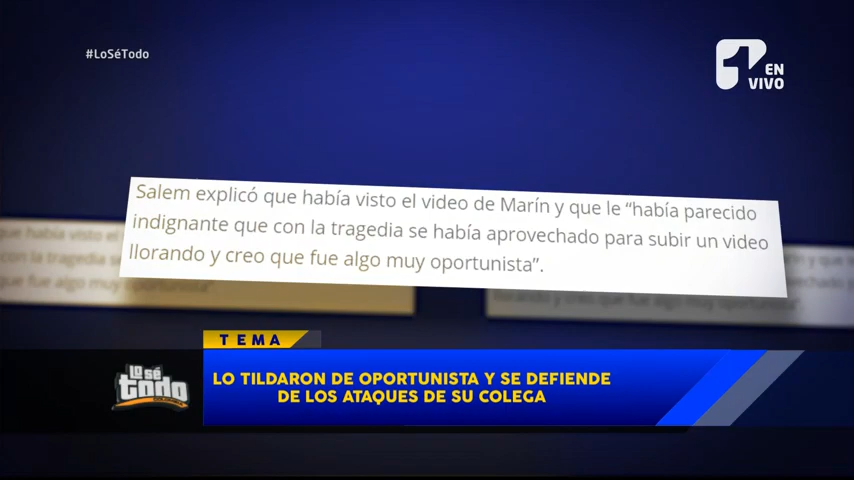 #LoSéTodo
1
EN
VIVO
Salem explicó que había visto el video de Marín y que le “había parecido
indignante que con la tragedia se había aprovechado para subir un video
llorando y creo que fue algo muy oportunista”.
TEMA
LO TILDARON DE OPORTUNISTA Y SE DEFIENDE
DE LOS ATAQUES DE SU COLEGA
lo sé
todo
COLOMBIA